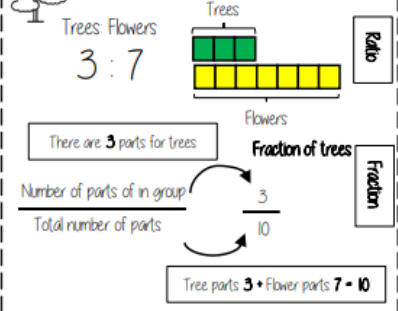 Trees
Trees: Flowers
3 : 7
Ratio
Flowers
There are 3 parts for trees
Fraction of trees
Fraction
Number of parts of in group
Total number of parts
3
10
Tree parts 3 + Flower parts 7 = 10